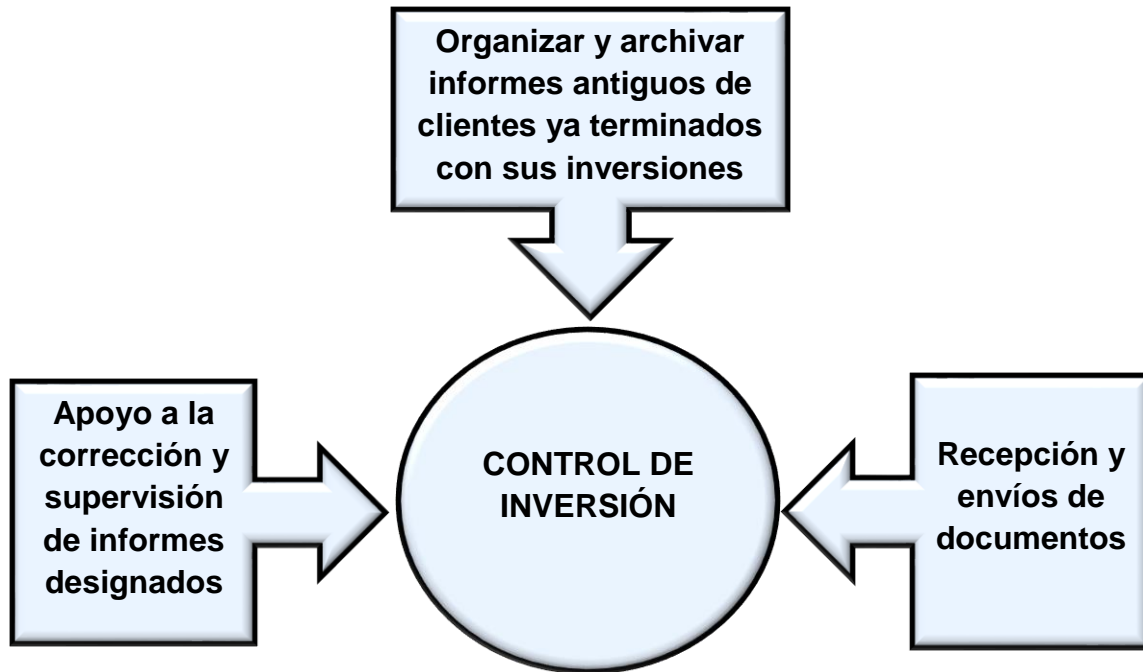 Organizar y archivar
informes antiguos de
clientes ya terminados
con sus inversiones
Apoyo a la
corrección y
supervisión
de informes
designados
CONTROL DE
INVERSIÓN
Recepción y
envíos de
documentos